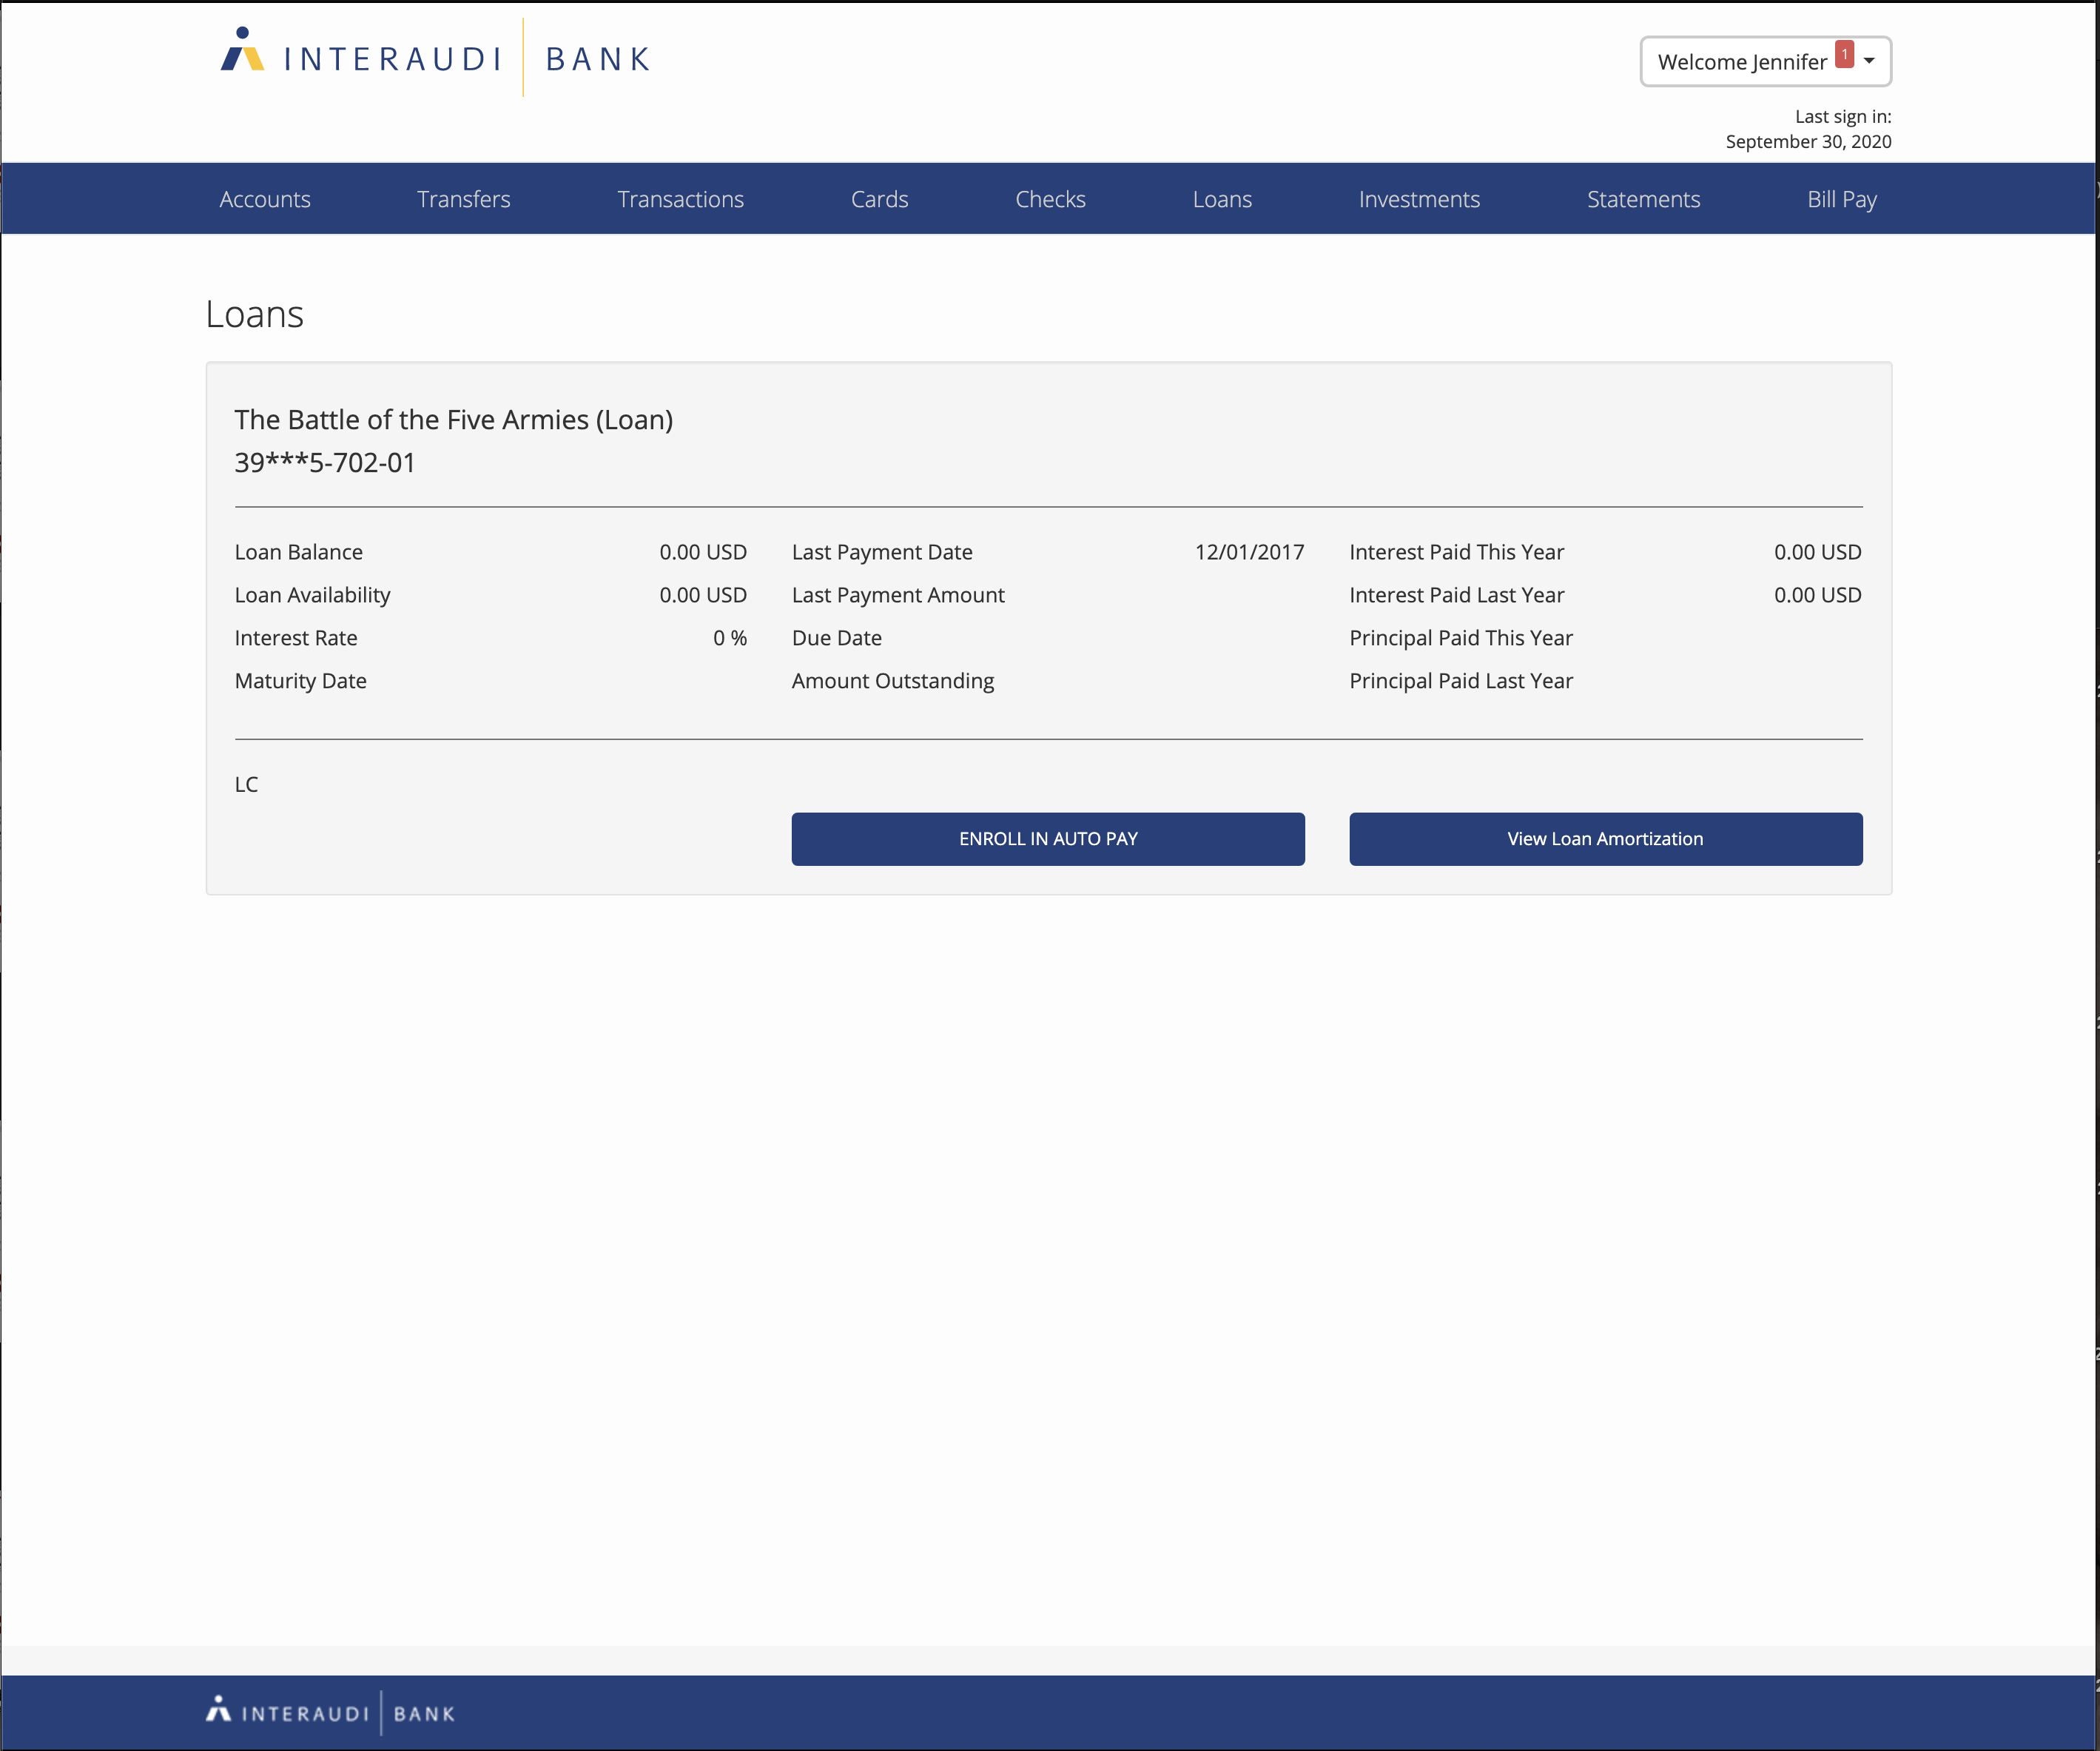 INTERAUDI BANK
Welcome Jennifer 1
Last sign in:
September 30, 2020
Accounts Transfers Transactions Cards Checks Loans Investments Statements Bill Pay
Loans
The Battle of the Five Armies (Loan)
39***5-702-01
Loan Balance 0.00 USD Last Payment Date 12/01/2017 Interest Paid This Year 0.00 USD
Loan Availability 0.00 USD Last Payment Amount Interest Paid Last Year 0.00 USD
Interest Rate 0 % Due Date Principal Paid This Year
Maturity Date Amount Outstanding Principal Paid Last Year
LC
ENROLL IN AUTO PAY View Loan Amortization
INTERAUDI BANK